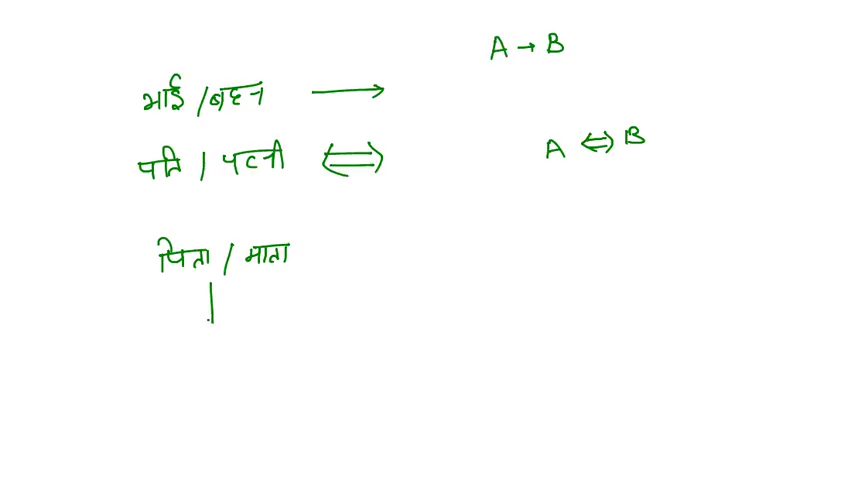 A → B
भाई / बहन →
पति / पत्नी ⟺
A ⟺ B
पिता / माता